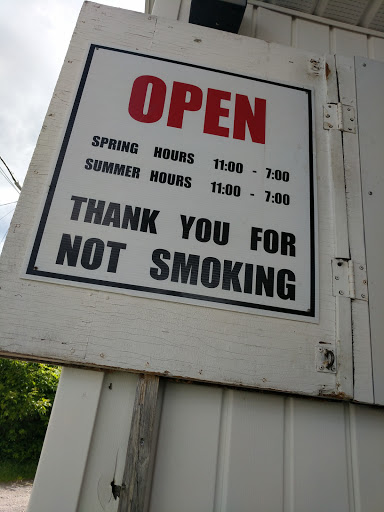 OPEN
SPRING HOURS 11:00 - 7:00
SUMMER HOURS 11:00 - 7:00
THANK YOU FOR
NOT SMOKING